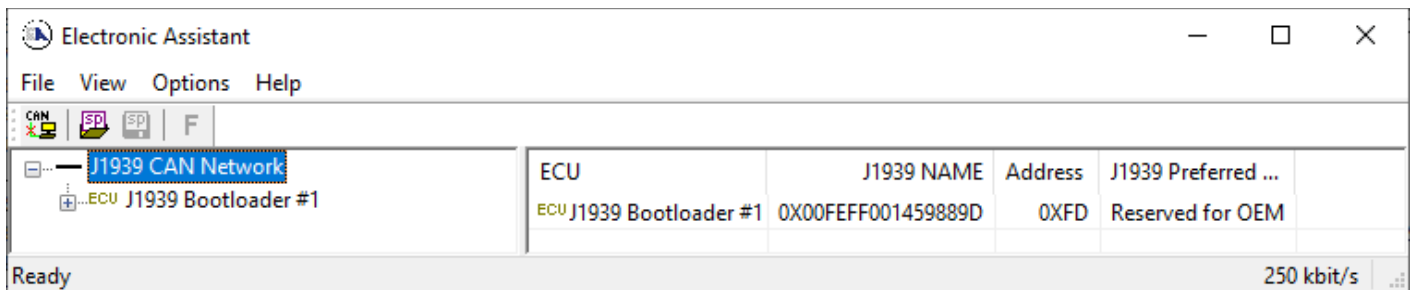 Electronic Assistant
File View Options Help
CAN SP SP F
J1939 CAN Network
ECU J1939 Bootloader #1
ECU J1939 NAME Address J1939 Preferred ...
ECU J1939 Bootloader #1 0X00FEFF001459889D 0XFD Reserved for OEM
Ready 250 kbit/s